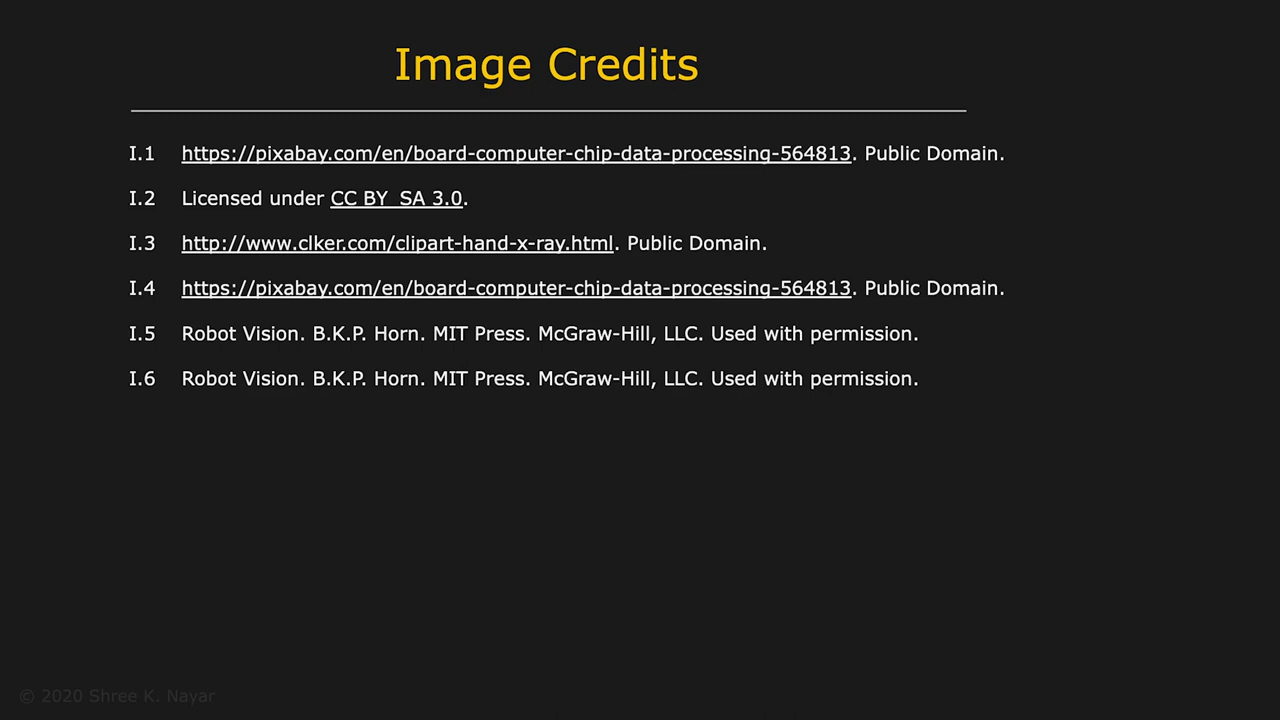 Image Credits
I.1 https://pixabay.com/en/board-computer-chip-data-processing-564813. Public Domain.
I.2 Licensed under CC BY SA 3.0.
I.3 http://www.clker.com/clipart-hand-x-ray.html. Public Domain.
I.4 https://pixabay.com/en/board-computer-chip-data-processing-564813. Public Domain.
I.5 Robot Vision. B.K.P. Horn. MIT Press. McGraw-Hill, LLC. Used with permission.
I.6 Robot Vision. B.K.P. Horn. MIT Press. McGraw-Hill, LLC. Used with permission.
© 2020 Shree K. Nayar